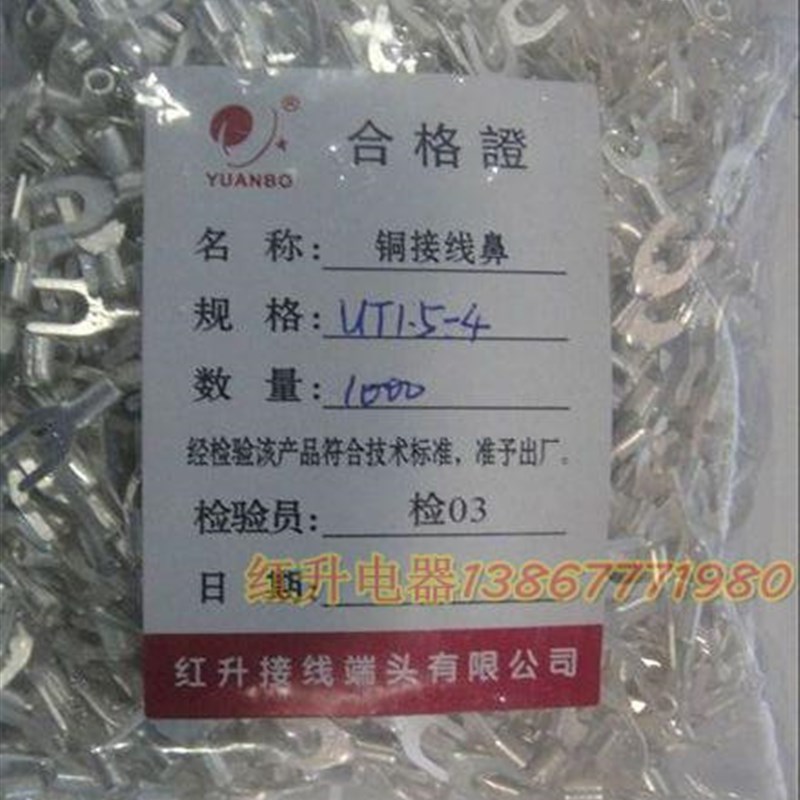 ®
YUANBO
合格證
名 称: 铜接线鼻
规 格: UT1.5-4
数 量: 1000
经检验该产品符合技术标准，准予出厂。
检验员: 检03
日 期:
红升电器13867771980
红升接线端头有限公司